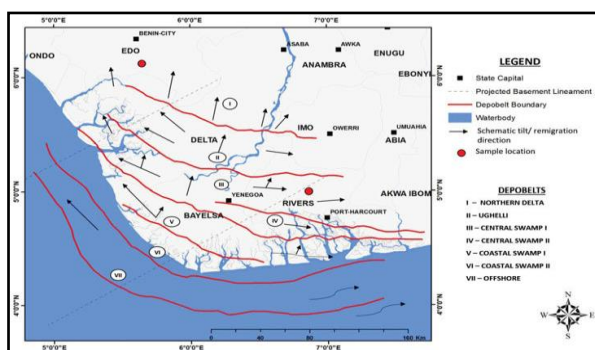 5°0'0"E 6°0'0"E 7°0'0"E
BENIN-CITY
EDO
ONDO
ASABA
AWKA
ENUGU
ANAMBRA
EBONYI
6°0'0"N
I
DELTA
IMO
OWERRI
UMUAHIA
ABIA
II
III
5°0'0"N
YENEGOA
RIVERS
AKWA IBOM
BAYELSA
PORT-HARCOURT
V
IV
VI
VII
4°0'0"N
0 40 80 160 Km
5°0'0"E 6°0'0"E 7°0'0"E
LEGEND
State Capital
Projected Basement Lineament
Depobelt Boundary
Waterbody
Schematic tilt/ remigration
direction
Sample location
DEPOBELTS
I – NORTHERN DELTA
II – UGHELLI
III – CENTRAL SWAMP I
IV – CENTRAL SWAMP II
V – COASTAL SWAMP I
VI – COASTAL SWAMP II
VII – OFFSHORE
N
W E
S